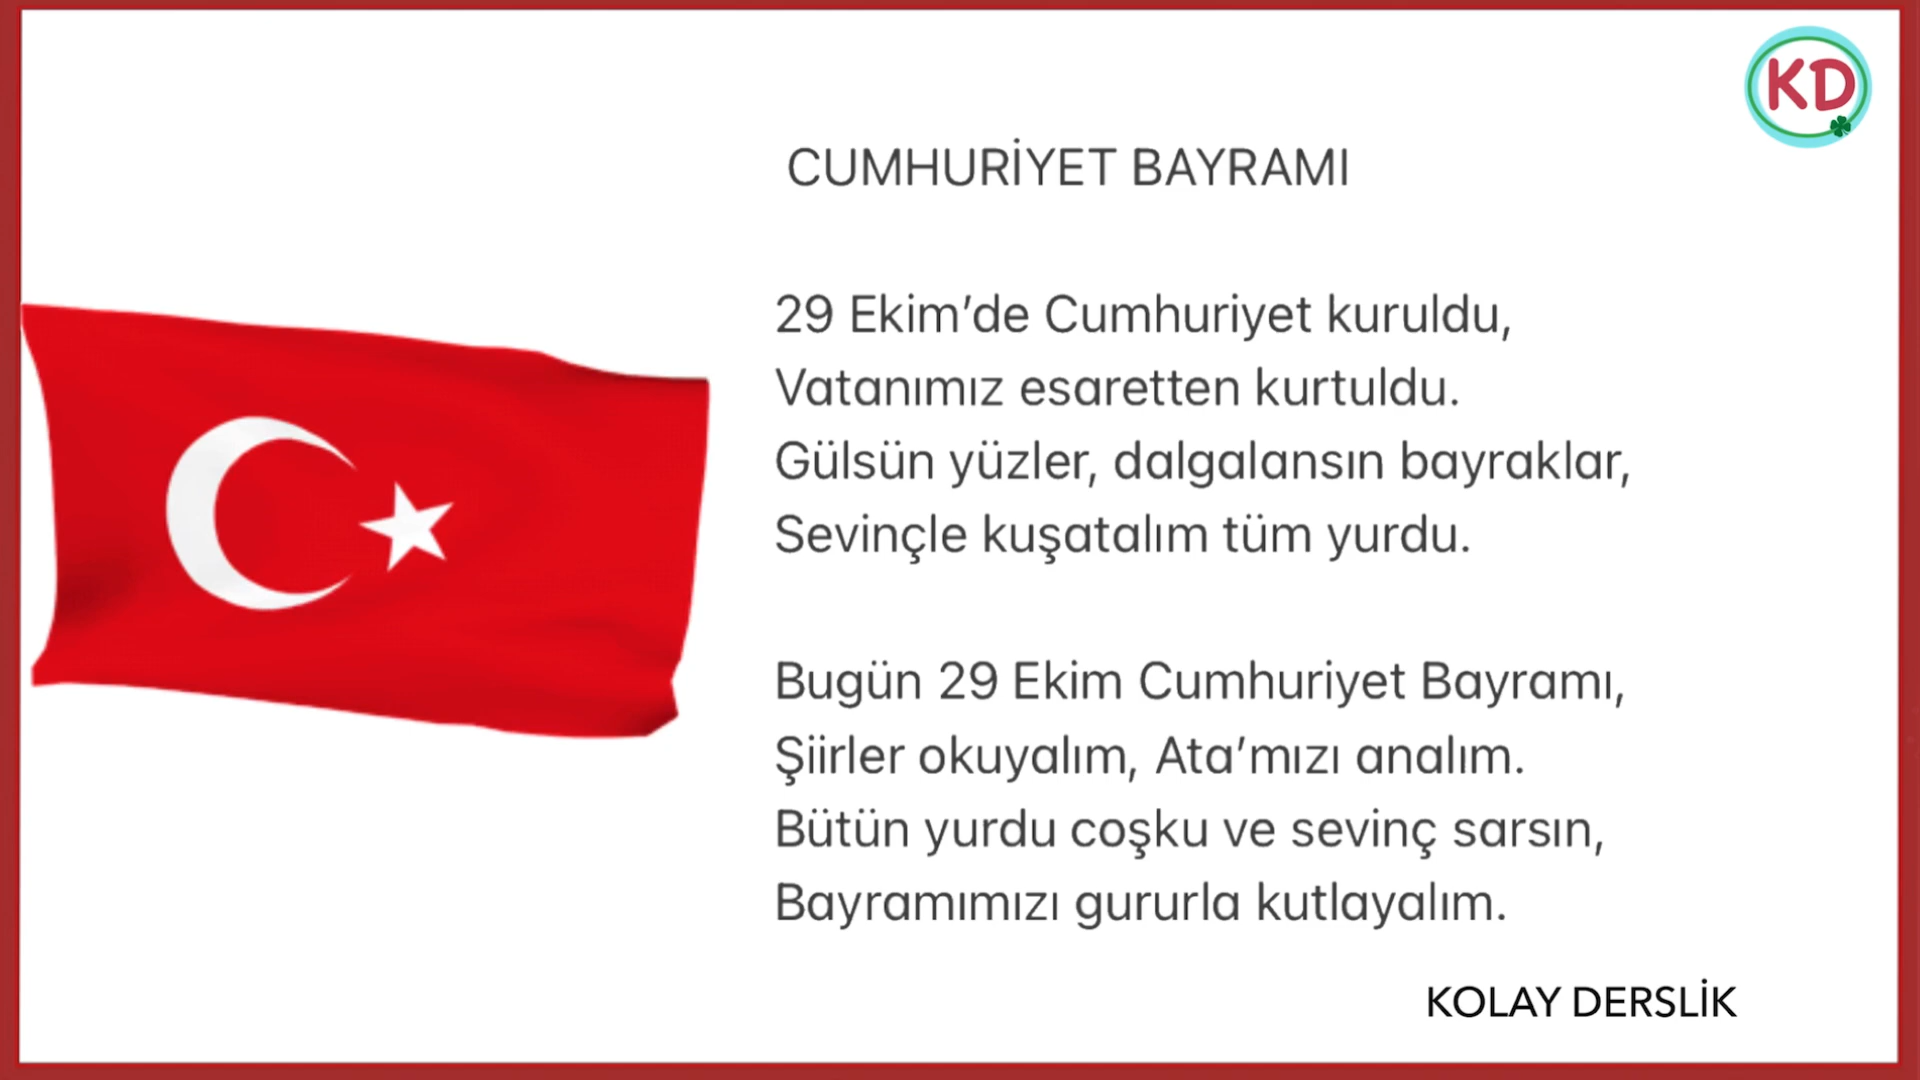 KD
CUMHURİYET BAYRAMI
29 Ekim’de Cumhuriyet kuruldu,
Vatanımız esaretten kurtuldu.
Gülsün yüzler, dalgalansın bayraklar,
Sevinçle kuşatalım tüm yurdu.
Bugün 29 Ekim Cumhuriyet Bayramı,
Şiirler okuyalım, Ata’mızı analım.
Bütün yurdu coşku ve sevinç sarsın,
Bayramımızı gururla kutlayalım.
KOLAY DERSLİK